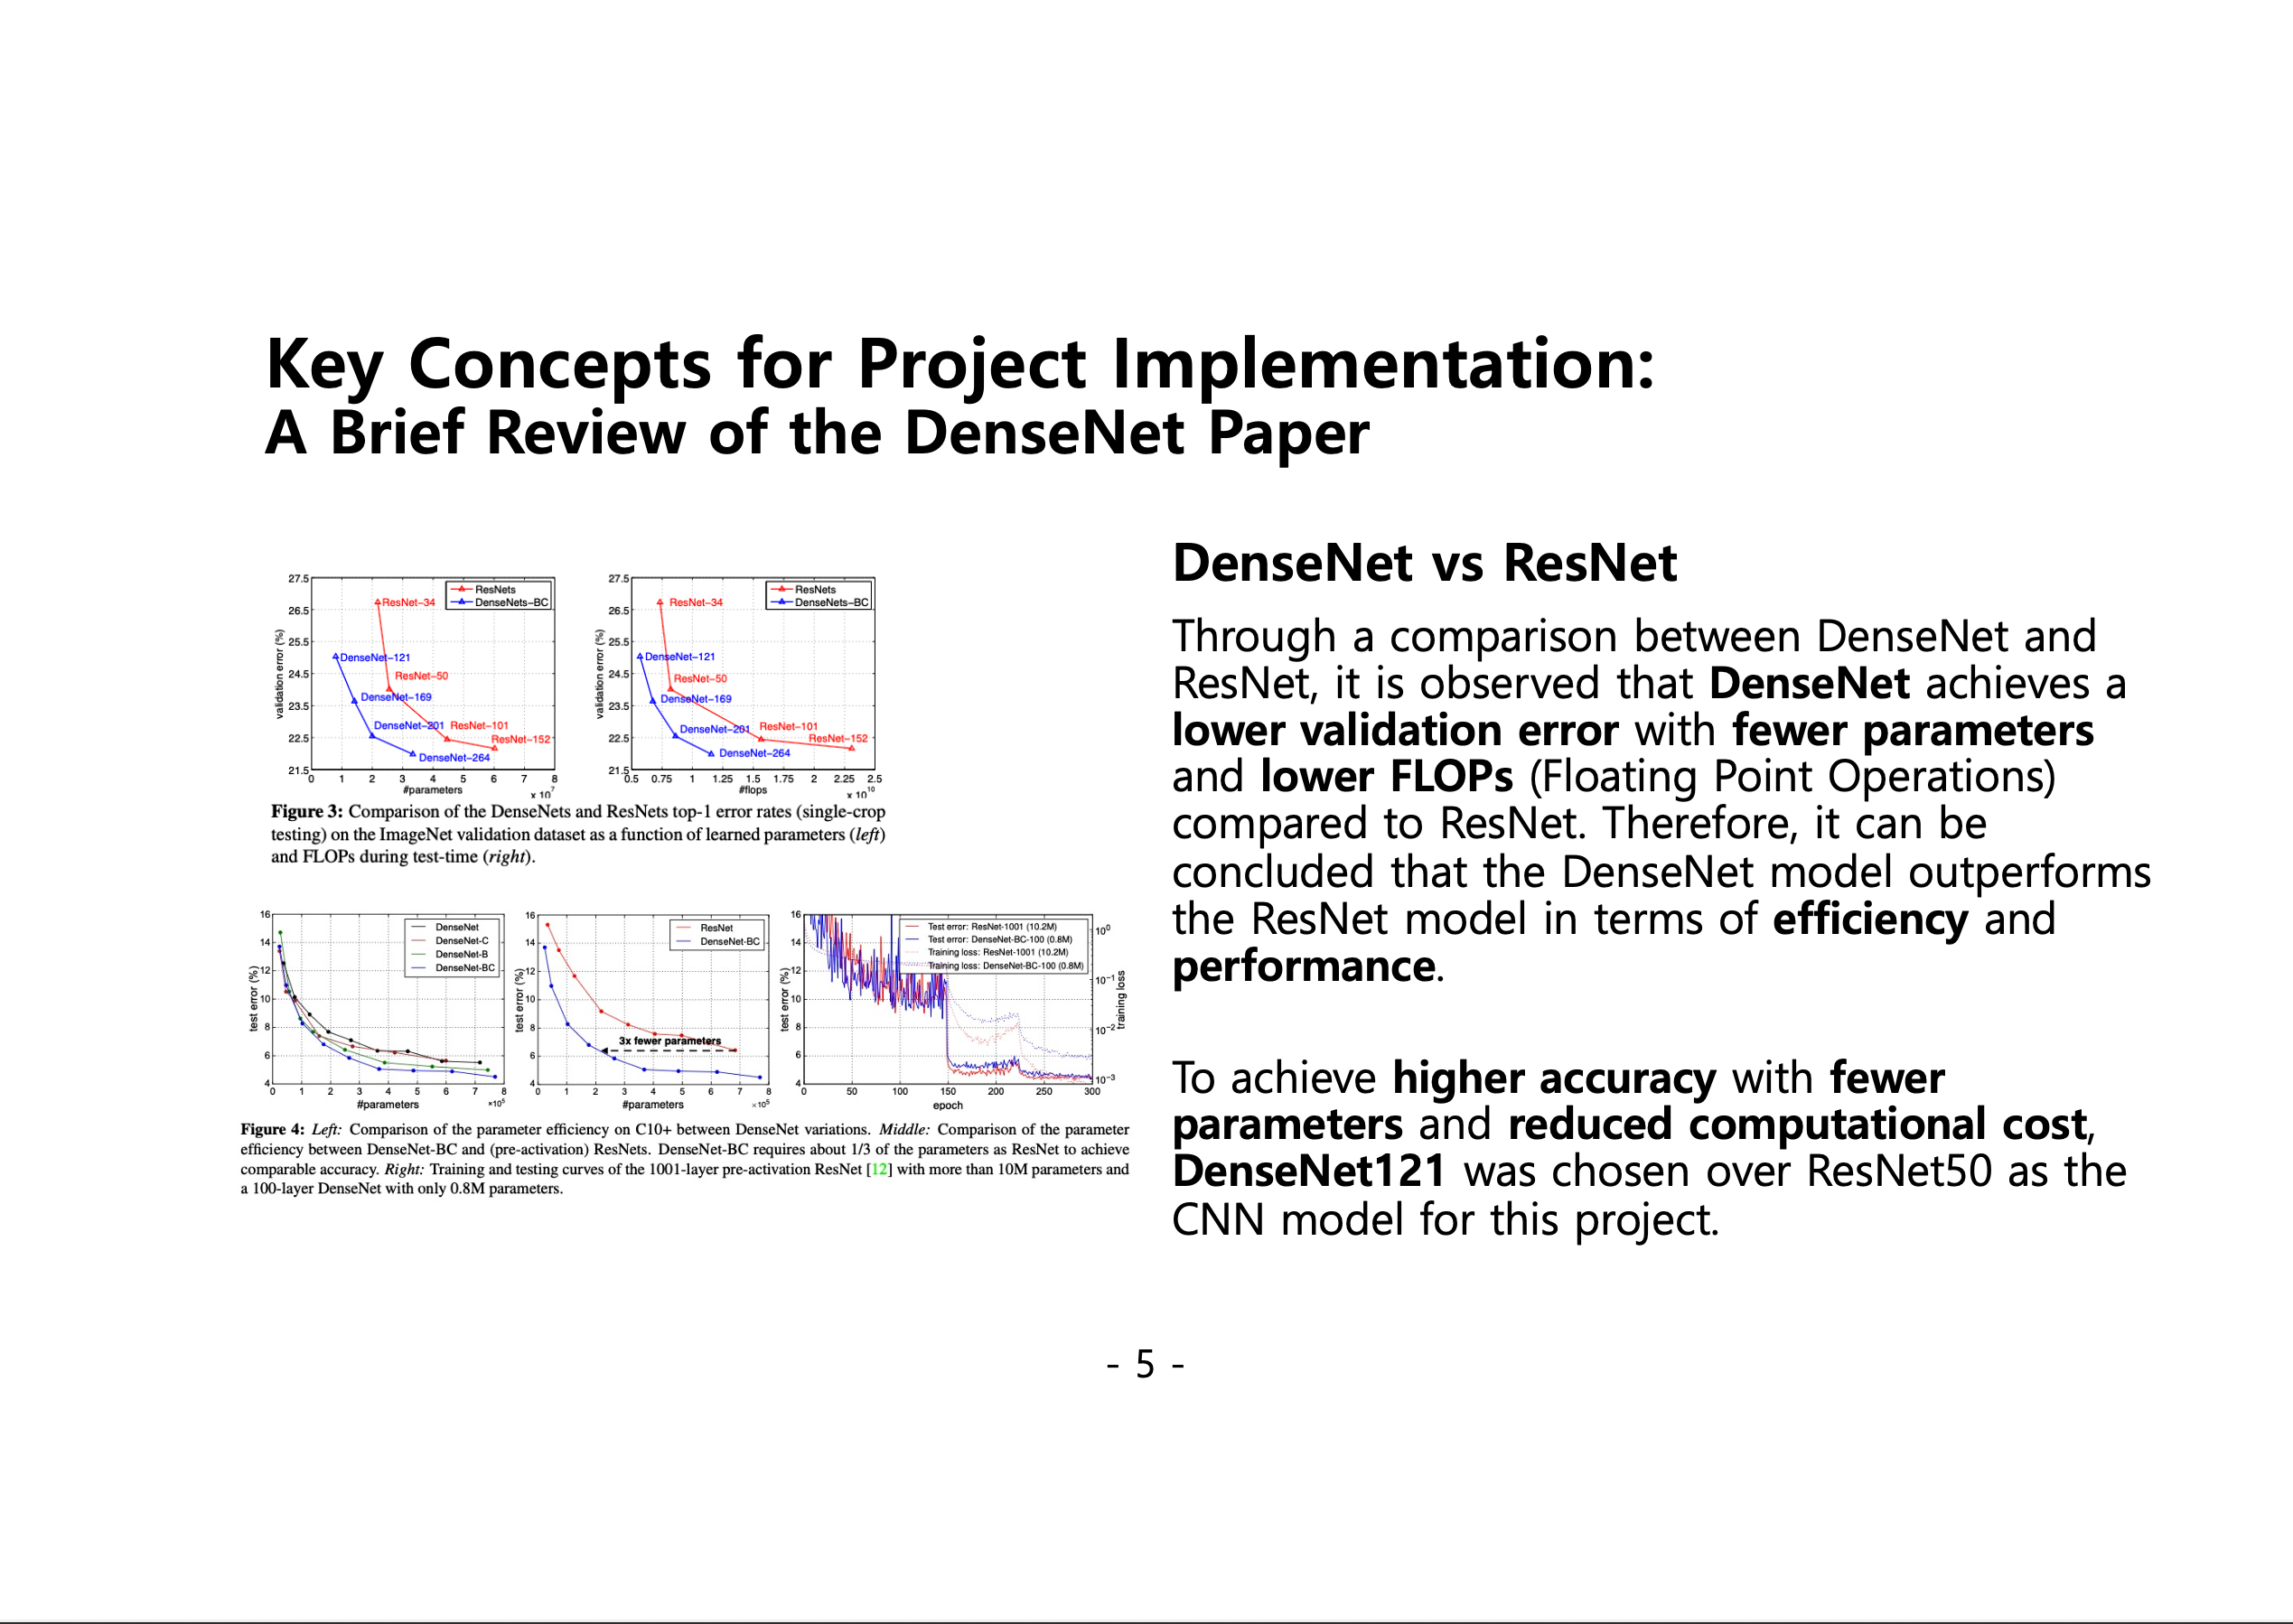 Key Concepts for Project Implementation:
A Brief Review of the DenseNet Paper
27.5
26.5
25.5
24.5
23.5
22.5
21.5
validation error (%)
ResNets
DenseNets-BC
ResNet-34
DenseNet-121
ResNet-50
DenseNet-169
DenseNet-201
ResNet-101
ResNet-152
DenseNet-264
0 1 2 3 4 5 6 7 8
#parameters
x 10^7
27.5
26.5
25.5
24.5
23.5
22.5
21.5
validation error (%)
ResNets
DenseNets-BC
ResNet-34
DenseNet-121
ResNet-50
DenseNet-169
DenseNet-201
ResNet-101
ResNet-152
DenseNet-264
0.5 0.75 1 1.25 1.5 1.75 2 2.25 2.5
#flops
x 10^10
Figure 3: Comparison of the DenseNets and ResNets top-1 error rates (single-crop
testing) on the ImageNet validation dataset as a function of learned parameters (left)
and FLOPs during test-time (right).
16
14
12
10
8
6
4
test error (%)
DenseNet
DenseNet-C
DenseNet-B
DenseNet-BC
0 1 2 3 4 5 6 7 8
#parameters
×10^5
16
14
12
10
8
6
4
test error (%)
ResNet
DenseNet-BC
3x fewer parameters
0 1 2 3 4 5 6 7 8
#parameters
×10^5
16
14
12
10
8
6
4
test error (%)
Test error: ResNet-1001 (10.2M)
Test error: DenseNet-BC-100 (0.8M)
Training loss: ResNet-1001 (10.2M)
Training loss: DenseNet-BC-100 (0.8M)
10^0
10^-1
10^-2
10^-3
training loss
0 50 100 150 200 250 300
epoch
Figure 4: Left: Comparison of the parameter efficiency on C10+ between DenseNet variations. Middle: Comparison of the parameter
efficiency between DenseNet-BC and (pre-activation) ResNets. DenseNet-BC requires about 1/3 of the parameters as ResNet to achieve
comparable accuracy. Right: Training and testing curves of the 1001-layer pre-activation ResNet [12] with more than 10M parameters and
a 100-layer DenseNet with only 0.8M parameters.
DenseNet vs ResNet
Through a comparison between DenseNet and
ResNet, it is observed that DenseNet achieves a
lower validation error with fewer parameters
and lower FLOPs (Floating Point Operations)
compared to ResNet. Therefore, it can be
concluded that the DenseNet model outperforms
the ResNet model in terms of efficiency and
performance.
To achieve higher accuracy with fewer
parameters and reduced computational cost,
DenseNet121 was chosen over ResNet50 as the
CNN model for this project.
- 5 -